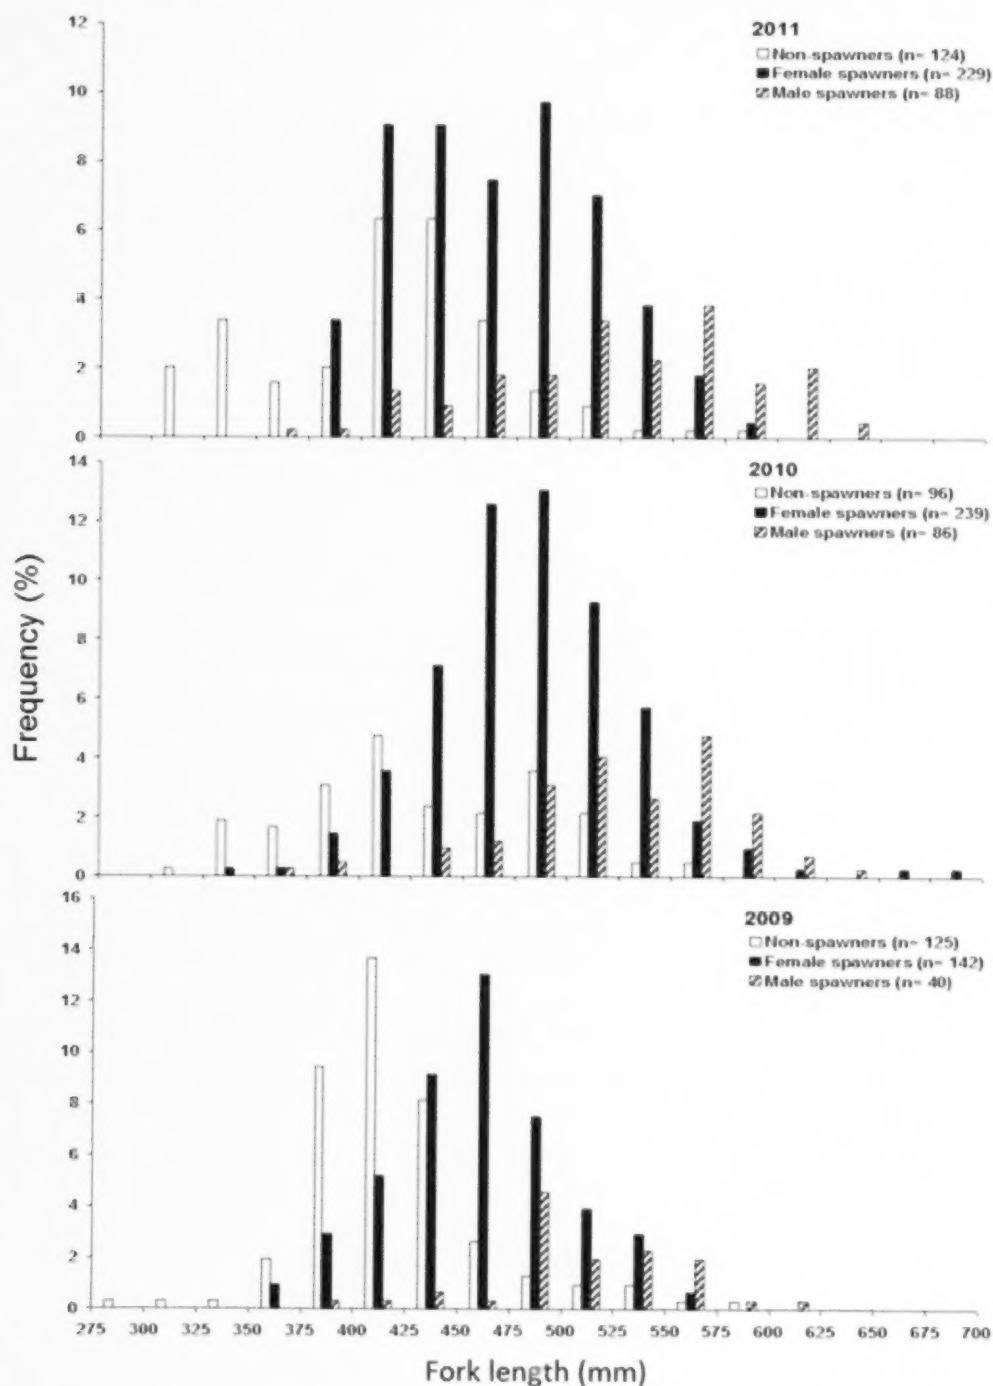 12
10
8
6
4
2
0
2011
Non-spawners (n= 124)
Female spawners (n= 229)
Male spawners (n= 88)
14
12
10
8
6
4
2
0
2010
Non-spawners (n= 96)
Female spawners (n= 239)
Male spawners (n= 86)
Frequency (%)
16
14
12
10
8
6
4
2
0
2009
Non-spawners (n= 125)
Female spawners (n= 142)
Male spawners (n= 40)
275 300 325 350 375 400 425 450 475 500 525 550 575 600 625 650 675 700
Fork length (mm)